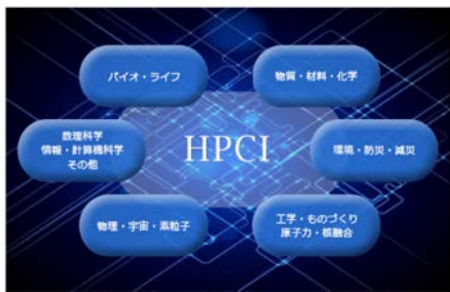 バイオ・ライフ
物質・材料・化学
数理科学
情報・計算機科学
その他
HPCI
環境・防災・減災
物理・宇宙・素粒子
工学・ものづくり
原子力・核融合